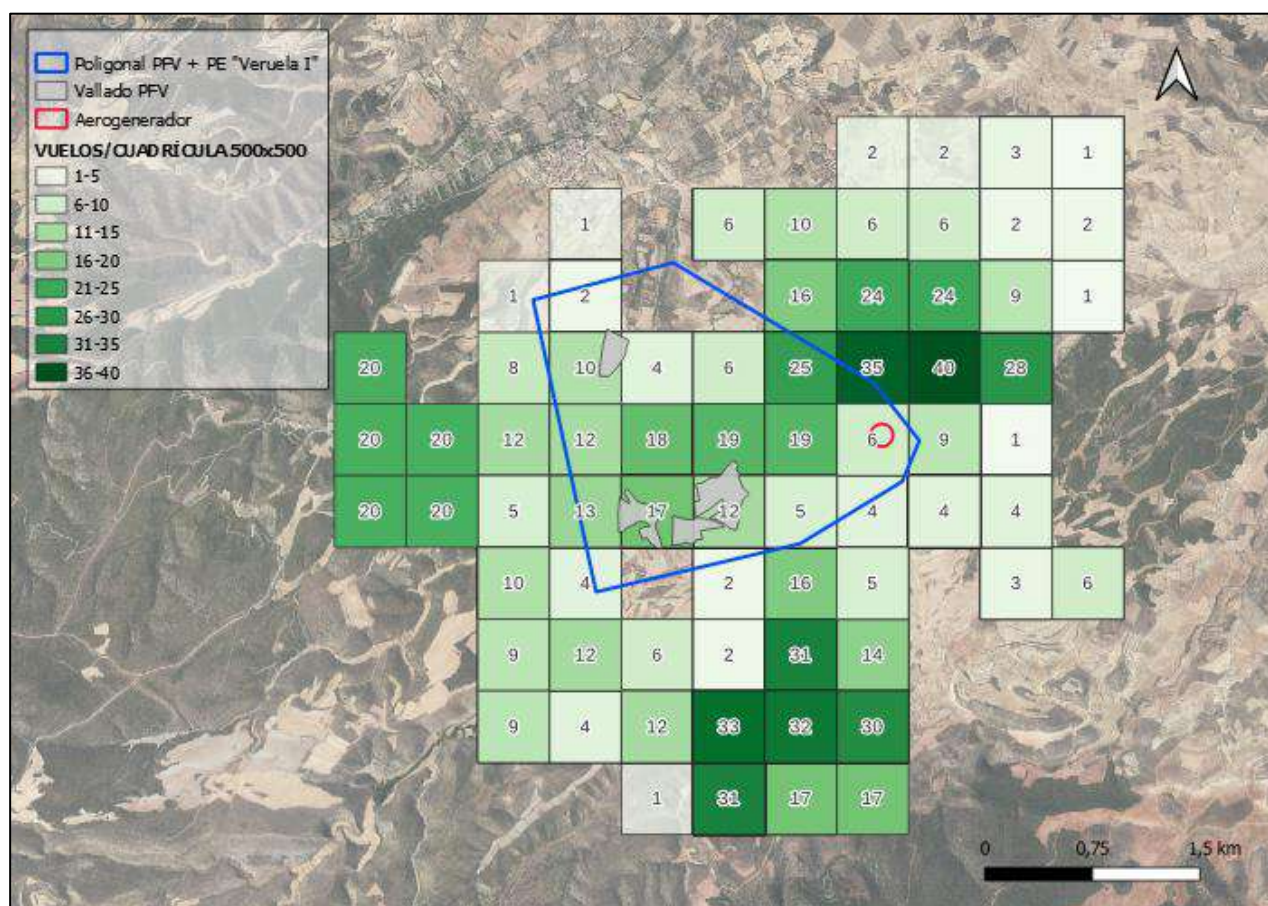 Poligonal PFV + PE "Veruela I"
Vallado PFV
Aerogenerador
VUELOS/CUADRÍCULA 500x500
1-5
6-10
11-15
16-20
21-25
26-30
31-35
36-40
2 2 3 1
1 6 10 6 6 2 2
1 2 16 24 24 9 1
20 8 10 4 6 25 35 40 28
20 20 12 12 18 19 19 6 9 1
20 20 5 13 17 12 5 4 4 4
10 4 2 16 5 3 6
9 12 6 2 31 14
9 4 12 33 32 30
1 31 17 17
0 0,75 1,5 km